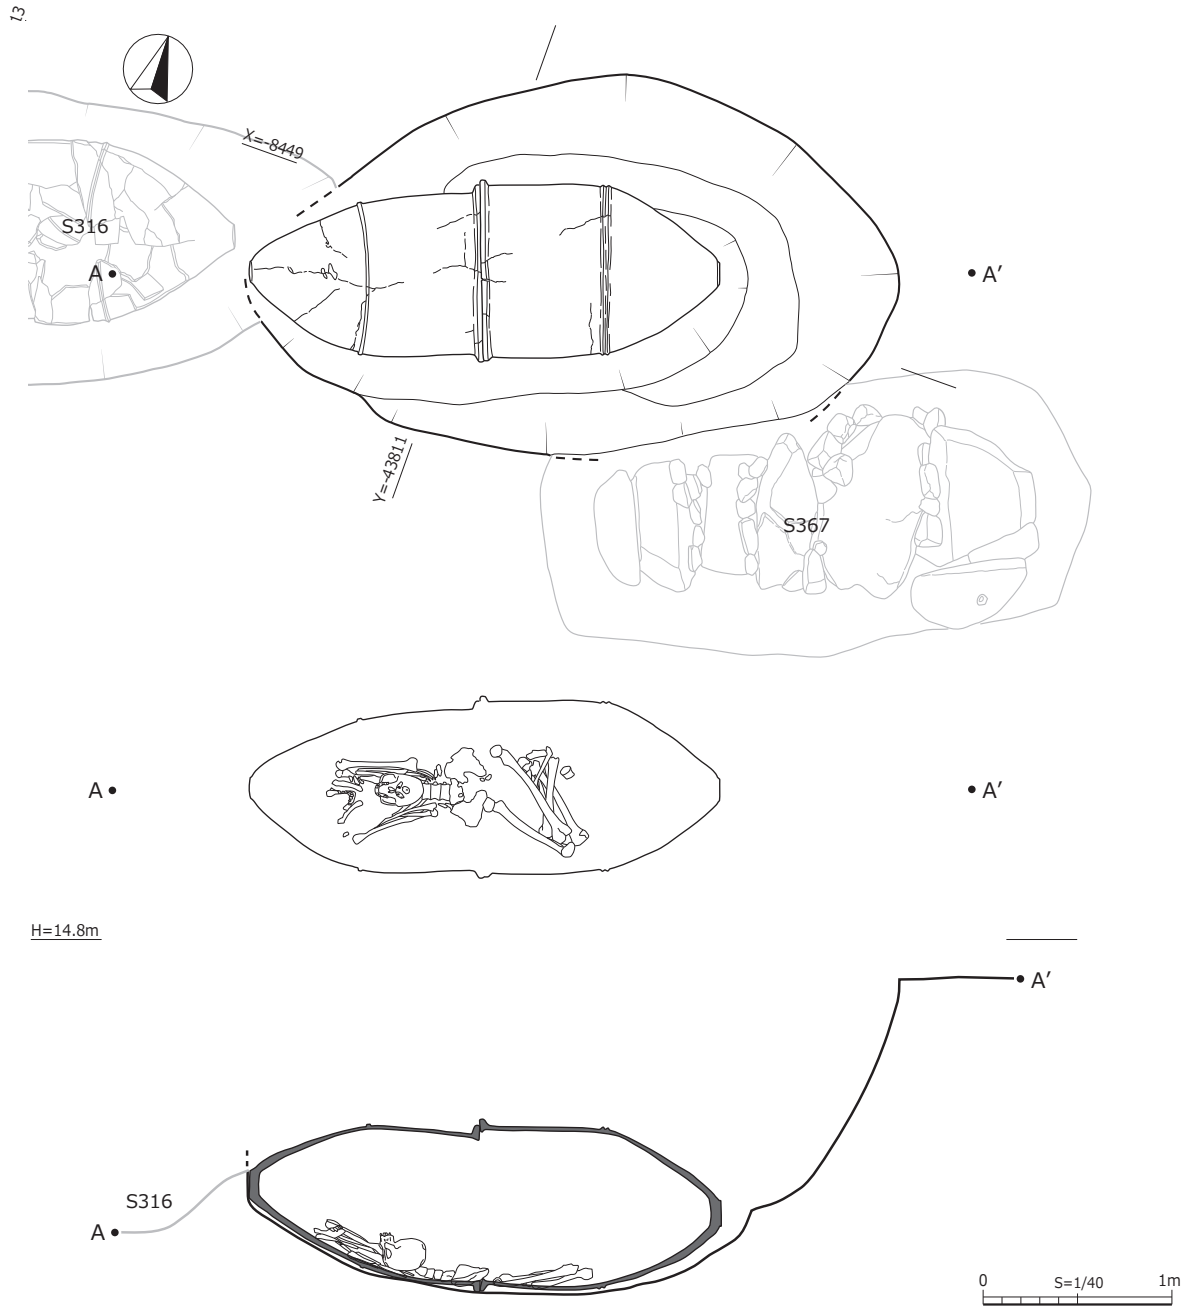 13
X=-8449
S316
A
A′
Y=-43811
S367
A
A′
H=14.8m
A′
S316
A
0
S=1/40
1m